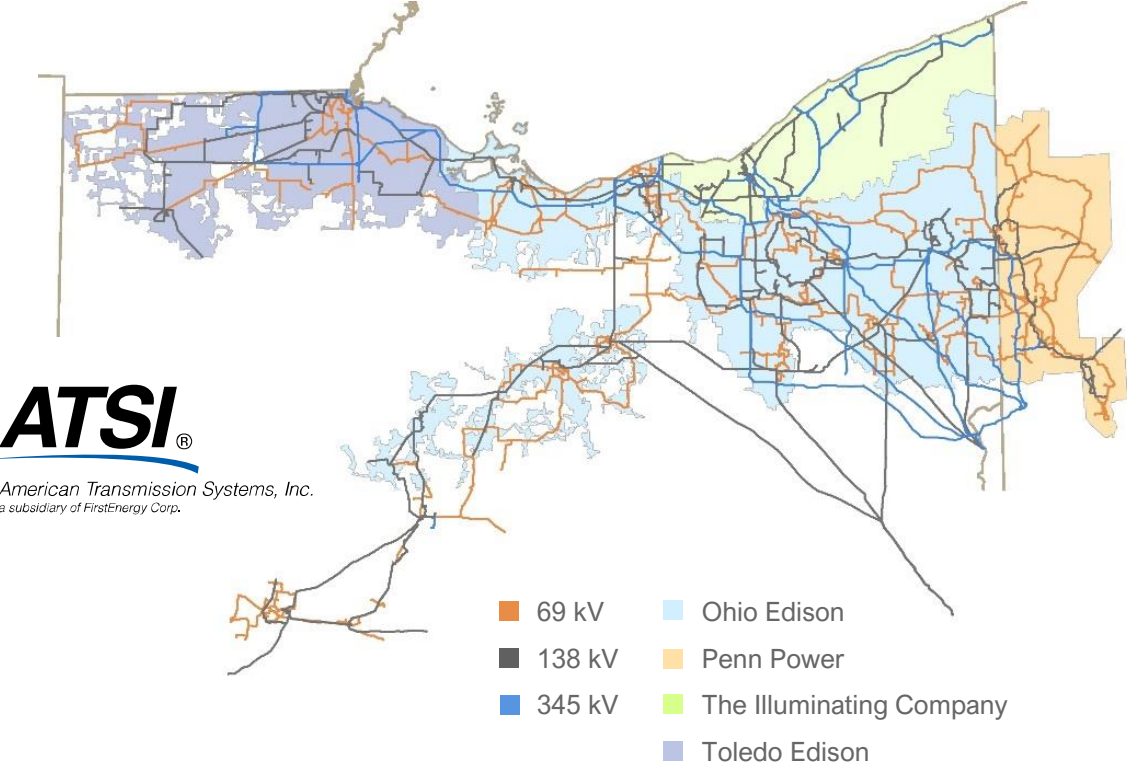 ATSI®
American Transmission Systems, Inc.
a subsidiary of FirstEnergy Corp.
69 kV
138 kV
345 kV
Ohio Edison
Penn Power
The Illuminating Company
Toledo Edison